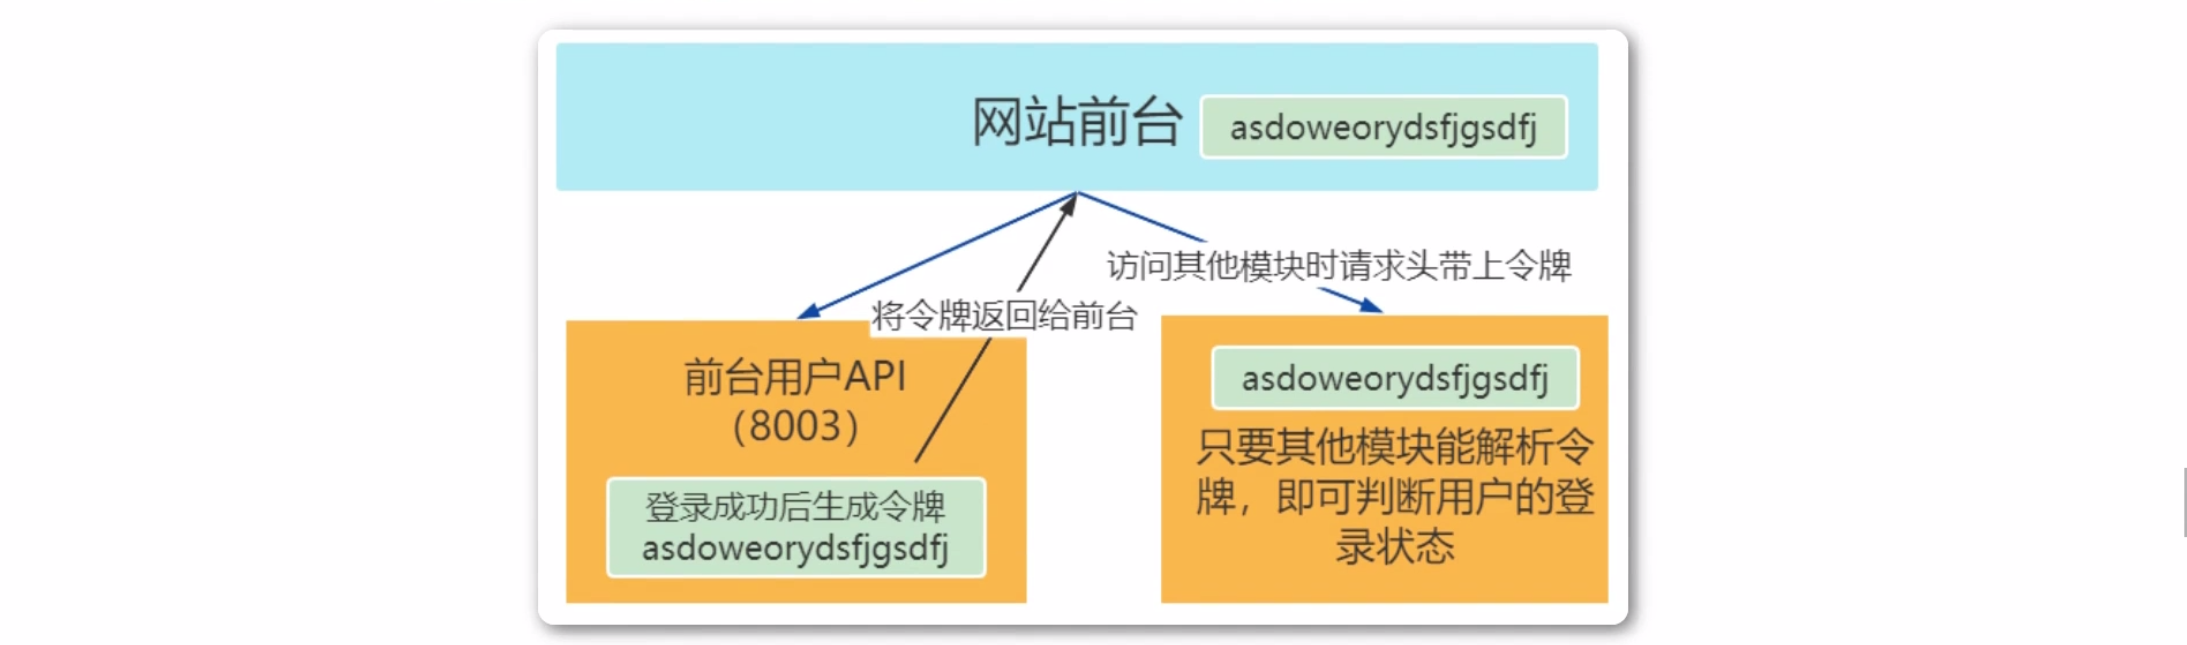 网站前台 asdoweorydsfjgsdfj
访问其他模块时请求头带上令牌
将令牌返回给前台
前台用户API
（8003）
登录成功后生成令牌
asdoweorydsfjgsdfj
asdoweorydsfjgsdfj
只要其他模块能解析令
牌，即可判断用户的登
录状态